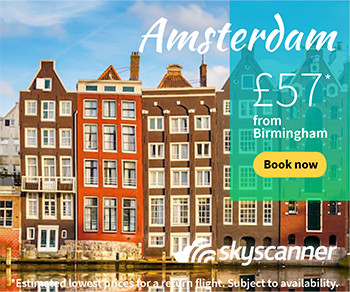 Amsterdam
£57*
from
Birmingham
Book now
skyscanner
*Estimated lowest prices for a return flight. Subject to availability.